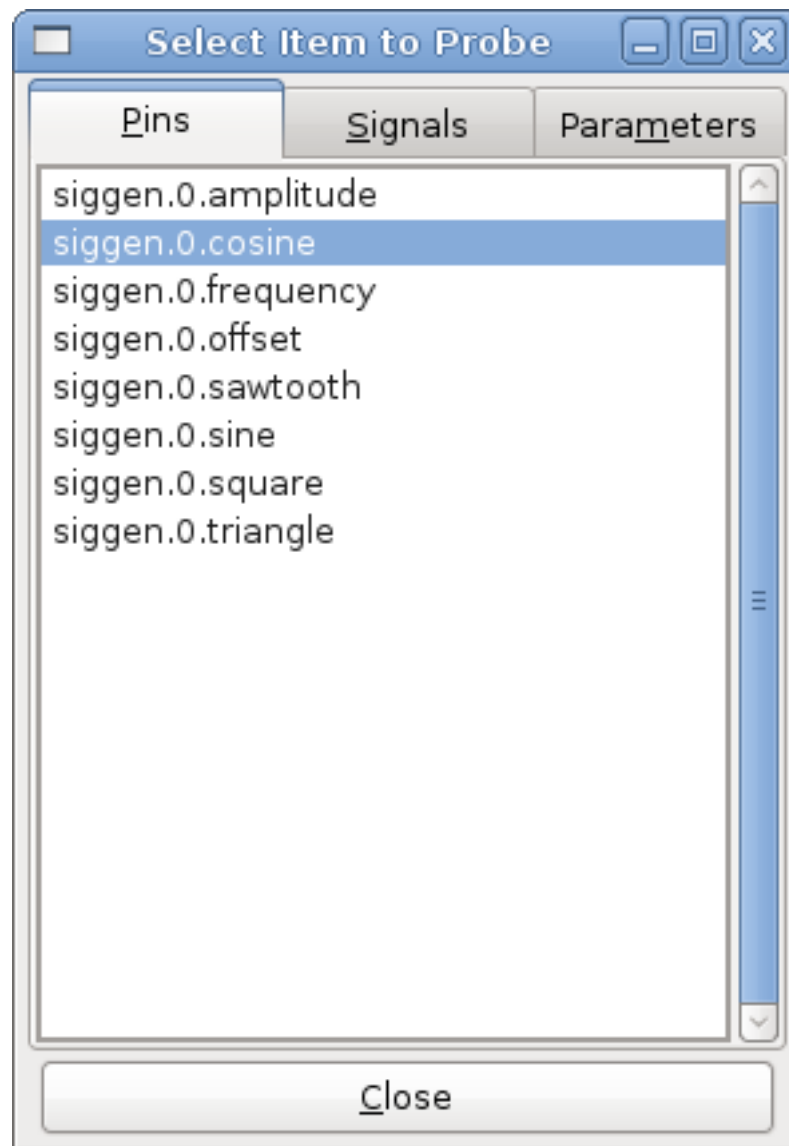 Select Item to Probe
Pins Signals Parameters
siggen.0.amplitude
siggen.0.cosine
siggen.0.frequency
siggen.0.offset
siggen.0.sawtooth
siggen.0.sine
siggen.0.square
siggen.0.triangle
Close